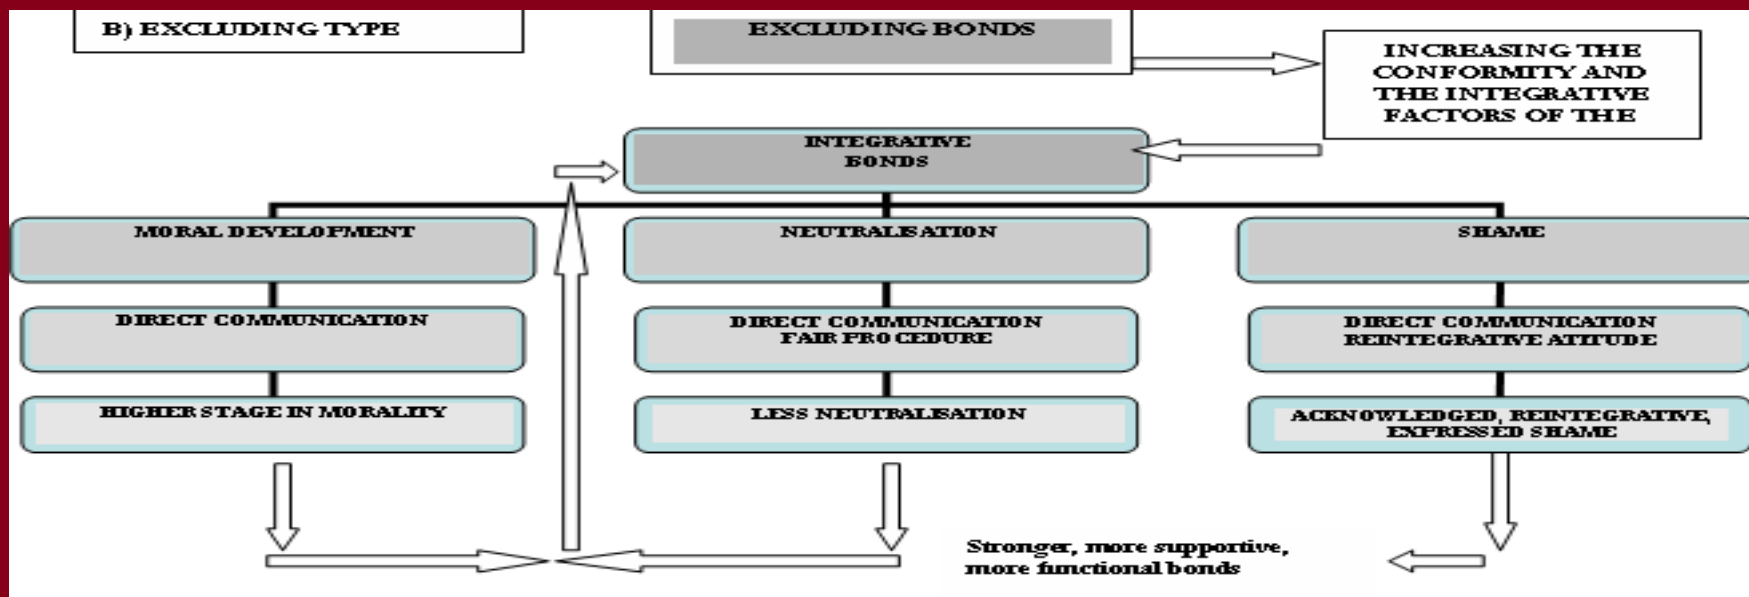 B) EXCLUDING TYPE
EXCLUDING BONDS
INCREASING THE
CONFORMITY AND
THE INTEGRATIVE
FACTORS OF THE
INTEGRATIVE
BONDS
MORAL DEVELOPMENT
NEUTRALISATION
SHAME
DIRECT COMMUNICATION
DIRECT COMMUNICATION
FAIR PROCEDURE
DIRECT COMMUNICATION
REINTEGRATIVE ATITUDE
HIGHER STAGE IN MORALITY
LESS NEUTRALISATION
ACKNOWLEDGED, REINTEGRATIVE,
EXPRESSED SHAME
Stronger, more supportive,
more functional bonds